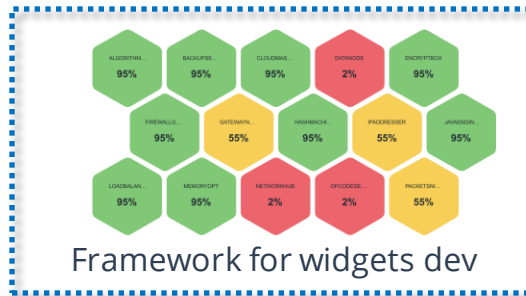 ALGORITHM... BACKUPSE... CLOUDMAS... DATANODE ENCRYPTBOX
95% 95% 95% 2% 95%
FIREWALLG... GATEWAYN... HASHMACHI... IPADDRESSER JAVAENGIN...
95% 55% 95% 55% 95%
LOADBALAN... MEMORYOPT NETWORKHUB OPCODESE... PACKETSNI...
95% 95% 2% 2% 55%
Framework for widgets dev